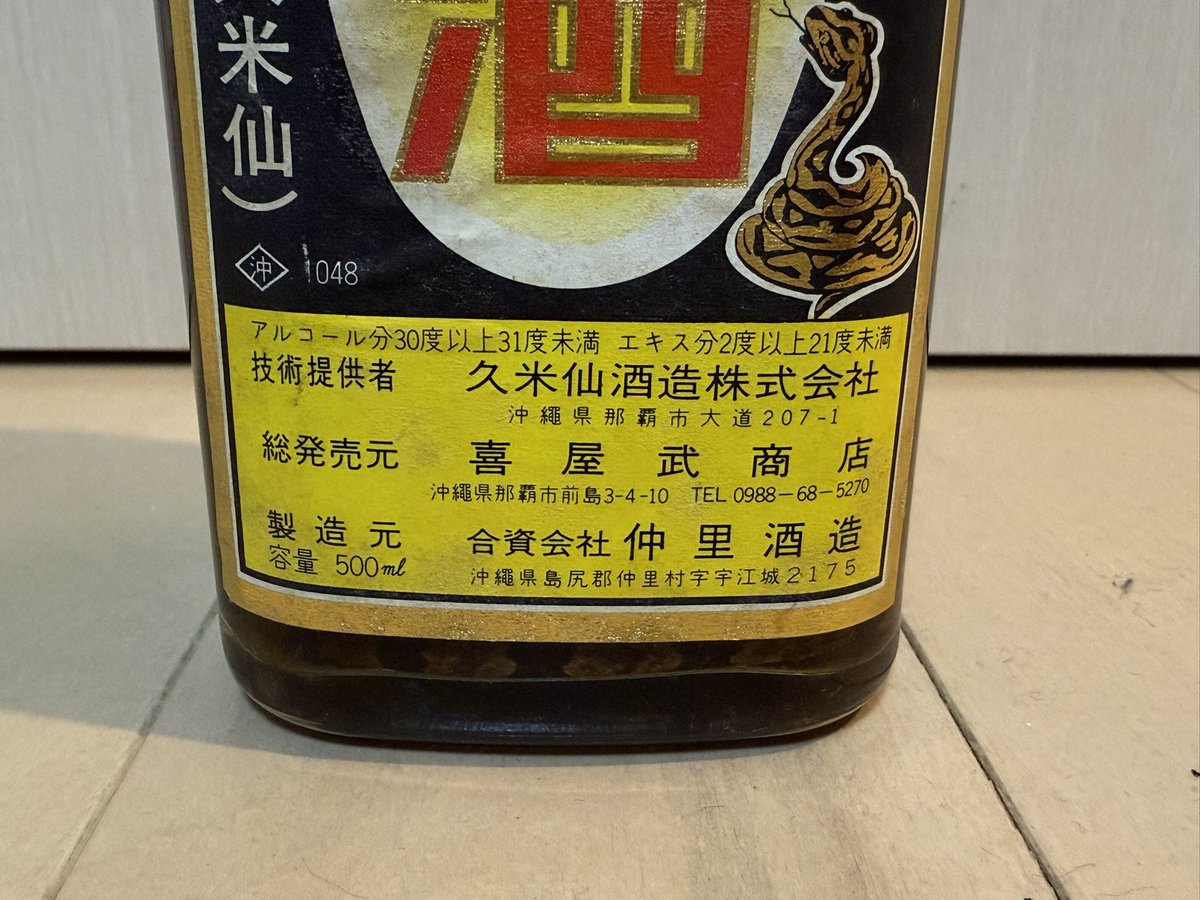 米仙）
酒
沖 1048
アルコール分30度以上31度未満 エキス分2度以上21度未満
技術提供者 久米仙酒造株式会社
沖縄県那覇市大道207-1
総発売元 喜屋武商店
沖縄県那覇市前島3-4-10 TEL 0988-68-5270
製造元 合資会社 仲里酒造
容量 500ml 沖縄県島尻郡仲里村字宇江城2175